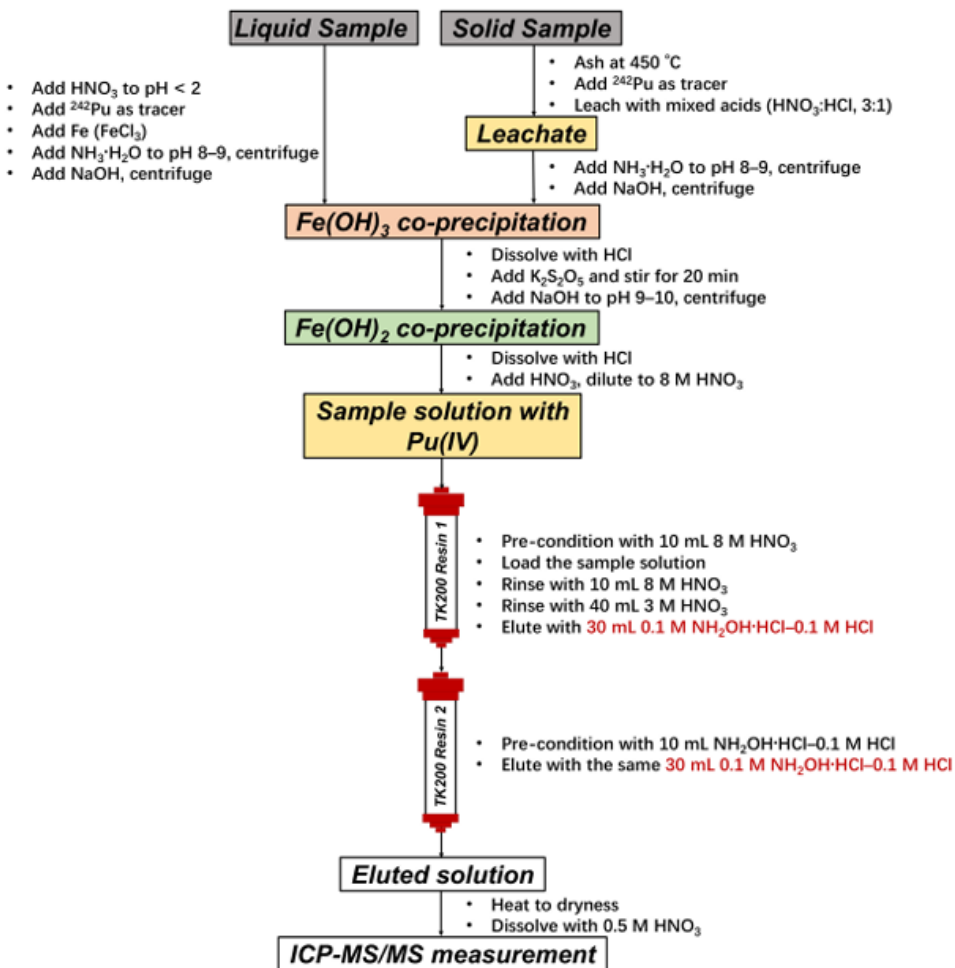 Liquid Sample
Solid Sample
• Add HNO₃ to pH < 2
• Add ²⁴²Pu as tracer
• Add Fe (FeCl₃)
• Add NH₃·H₂O to pH 8–9, centrifuge
• Add NaOH, centrifuge
• Ash at 450 °C
• Add ²⁴²Pu as tracer
• Leach with mixed acids (HNO₃:HCl, 3:1)
Leachate
• Add NH₃·H₂O to pH 8–9, centrifuge
• Add NaOH, centrifuge
Fe(OH)₃ co-precipitation
• Dissolve with HCl
• Add K₂S₂O₅ and stir for 20 min
• Add NaOH to pH 9–10, centrifuge
Fe(OH)₂ co-precipitation
• Dissolve with HCl
• Add HNO₃, dilute to 8 M HNO₃
Sample solution with
Pu(IV)
TK200 Resin 1
• Pre-condition with 10 mL 8 M HNO₃
• Load the sample solution
• Rinse with 10 mL 8 M HNO₃
• Rinse with 40 mL 3 M HNO₃
• Elute with 30 mL 0.1 M NH₂OH·HCl–0.1 M HCl
TK200 Resin 2
• Pre-condition with 10 mL NH₂OH·HCl–0.1 M HCl
• Elute with the same 30 mL 0.1 M NH₂OH·HCl–0.1 M HCl
Eluted solution
• Heat to dryness
• Dissolve with 0.5 M HNO₃
ICP-MS/MS measurement